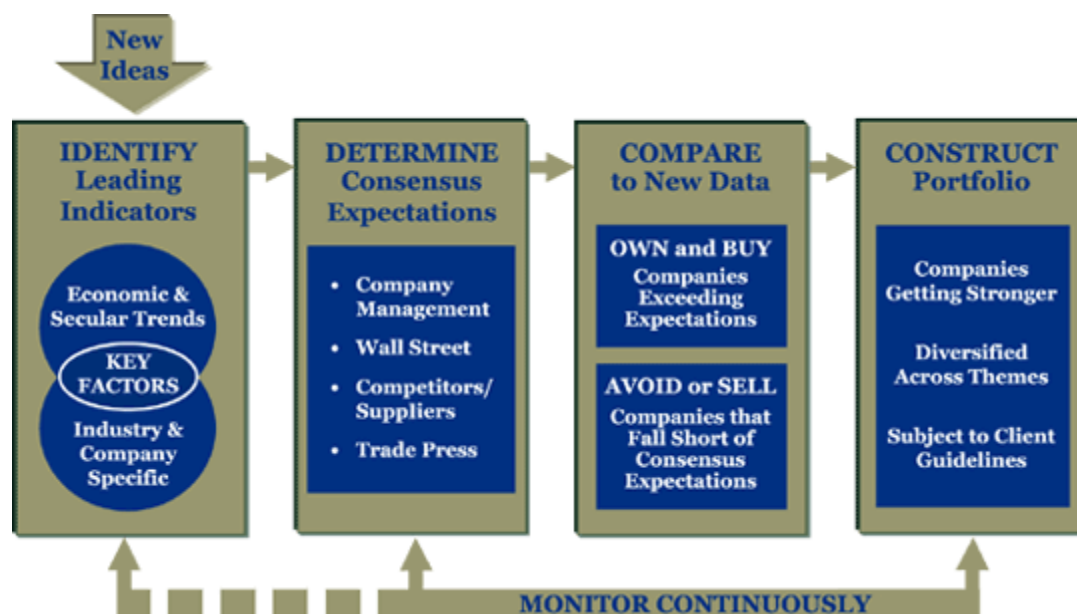 New
Ideas
IDENTIFY
Leading
Indicators
Economic &
Secular Trends
KEY
FACTORS
Industry &
Company
Specific
DETERMINE
Consensus
Expectations
• Company
Management
• Wall Street
• Competitors/
Suppliers
• Trade Press
COMPARE
to New Data
OWN and BUY
Companies
Exceeding
Expectations
AVOID or SELL
Companies that
Fall Short of
Consensus
Expectations
CONSTRUCT
Portfolio
Companies
Getting Stronger
Diversified
Across Themes
Subject to Client
Guidelines
MONITOR CONTINUOUSLY